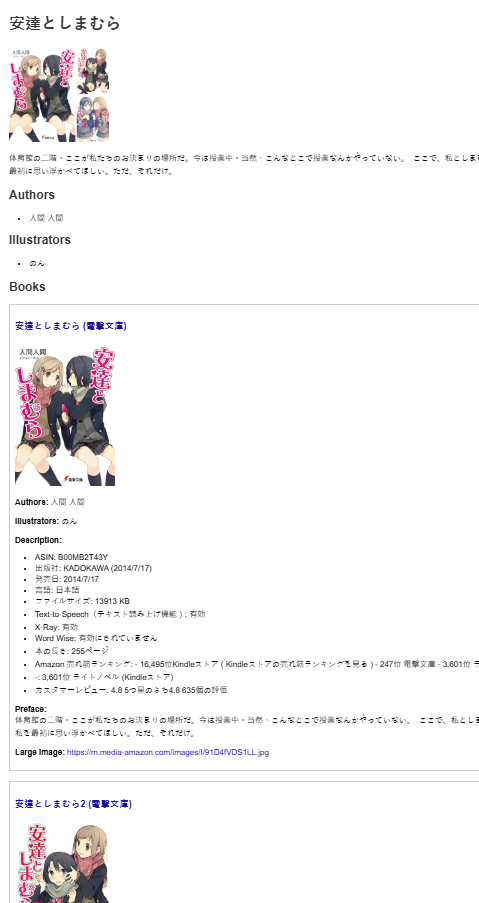 安達としまむら
体育館の二階・ここが私たちのお決まりの場所だ。今は授業中・当然、こんなとこで授業なんかやっていない。 ここで、私としま
最初に思い浮かべてほしい。ただ、それだけ。
Authors
入間 人間
Illustrators
のん
Books
安達としまむら (電撃文庫)
入間人間
安達と
しまむら
電撃文庫
Authors: 入間 人間
Illustrators: のん
Description:
ASIN: B00MB2T43Y
出版社: KADOKAWA (2014/7/17)
発売日: 2014/7/17
言語: 日本語
ファイルサイズ: 13913 KB
Text-to-Speech（テキスト読み上げ機能 ）: 有効
X-Ray: 有効
Word Wise: 有効にされていません
本の長さ: 255ページ
Amazon 売れ筋ランキング: - 16,495位Kindleストア ( Kindleストアの売れ筋ランキングを見る ) - 247位 電撃文庫 - 3,601位 ラ
-: 3,601位 ライトノベル (Kindleストア)
カスタマーレビュー: 4.8 5つ星のうち4.8 635個の評価
Preface:
体育館の二階・ここが私たちのお決まりの場所だ。今は授業中・当然、こんなとこで授業なんかやっていない。 ここで、私としま
私を最初に思い浮かべてほしい。ただ、それだけ。
Large Image: https://m.media-amazon.com/images/I/91D4fVDS1LL.jpg
安達としまむら2 (電撃文庫)
安達と
しまむら